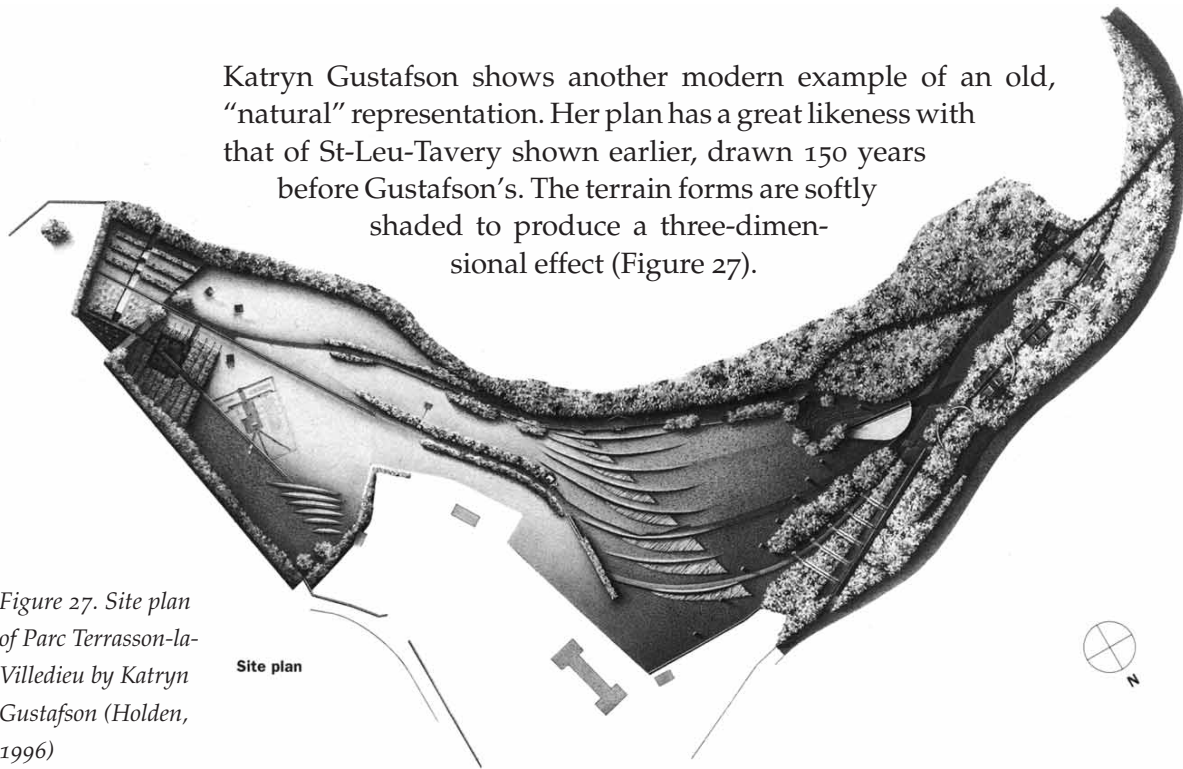 Katryn Gustafson shows another modern example of an old,
“natural” representation. Her plan has a great likeness with
that of St-Leu-Tavery shown earlier, drawn 150 years
before Gustafson’s. The terrain forms are softly
shaded to produce a three-dimen-
sional effect (Figure 27).
Figure 27. Site plan
of Parc Terrasson-la-
Villedieu by Katryn
Gustafson (Holden,
1996)
Site plan
N